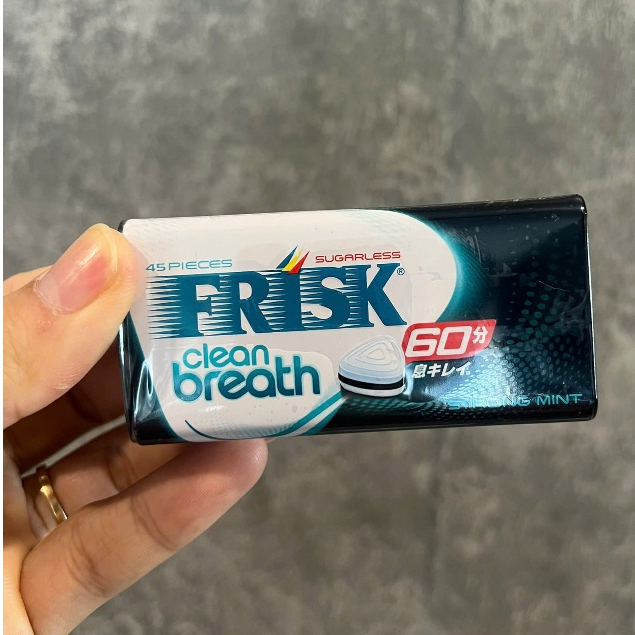 45 PIECES
SUGARLESS
FRISK®
clean
breath
60分
息キレイ
STRONG MINT